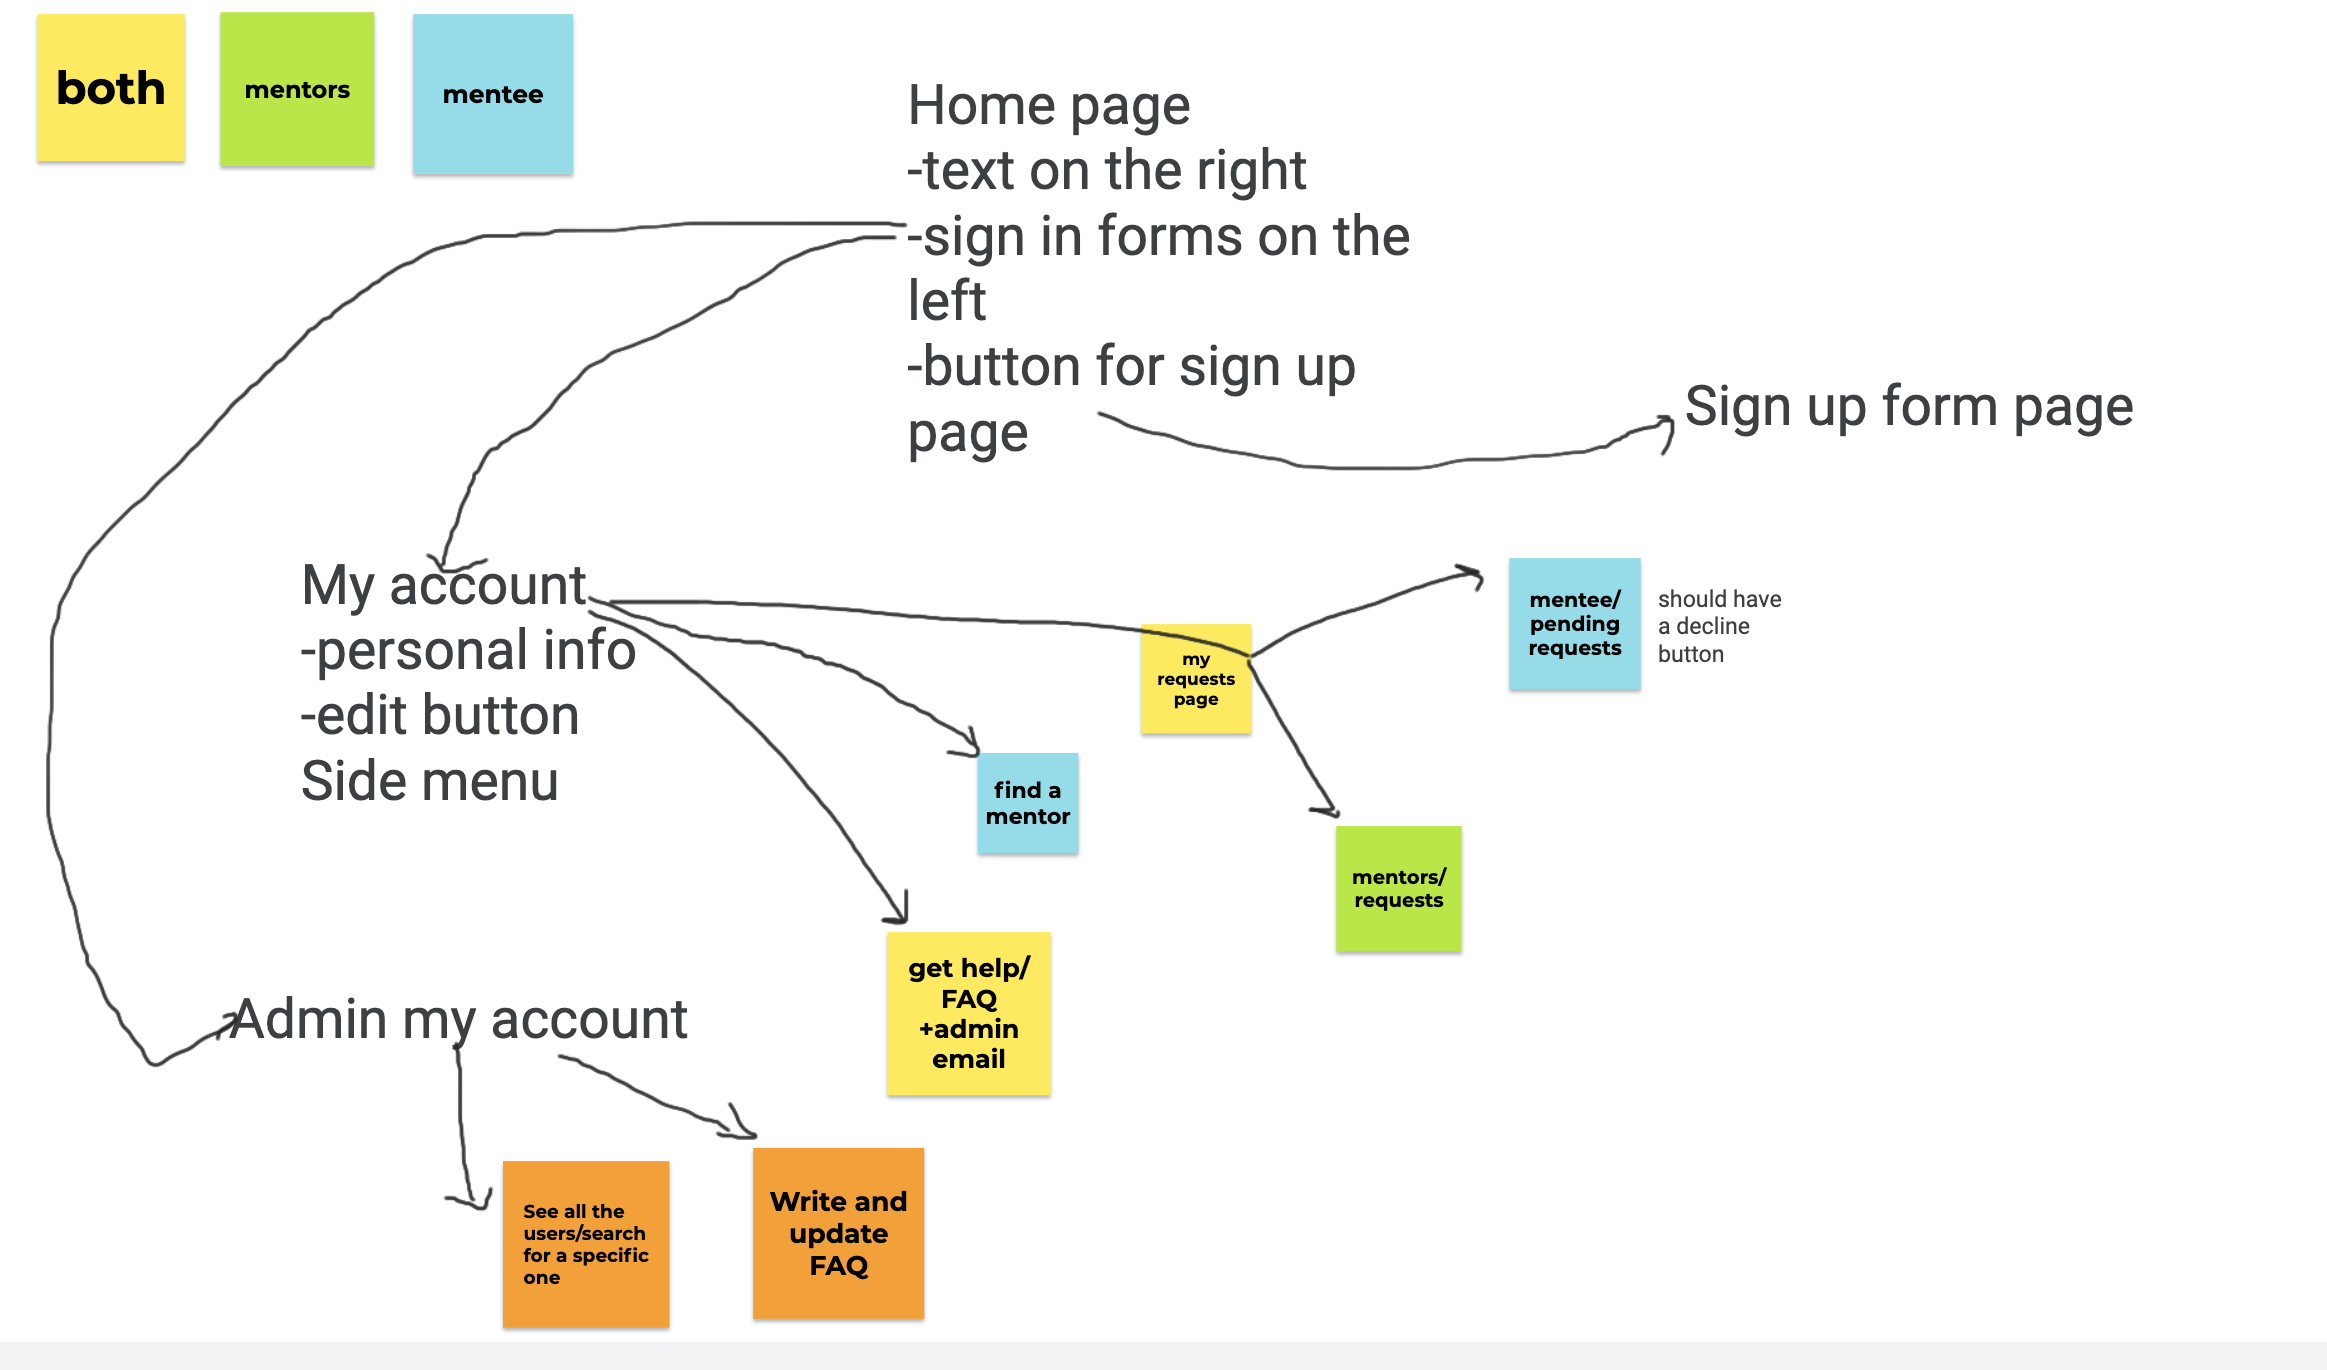 both
mentors
mentee
Home page
-text on the right
-sign in forms on the
left
-button for sign up
page
Sign up form page
My account
-personal info
-edit button
Side menu
my
requests
page
mentee/
pending
requests
should have
a decline
button
find a
mentor
mentors/
requests
get help/
FAQ
+admin
email
Admin my account
See all the
users/search
for a specific
one
Write and
update
FAQ